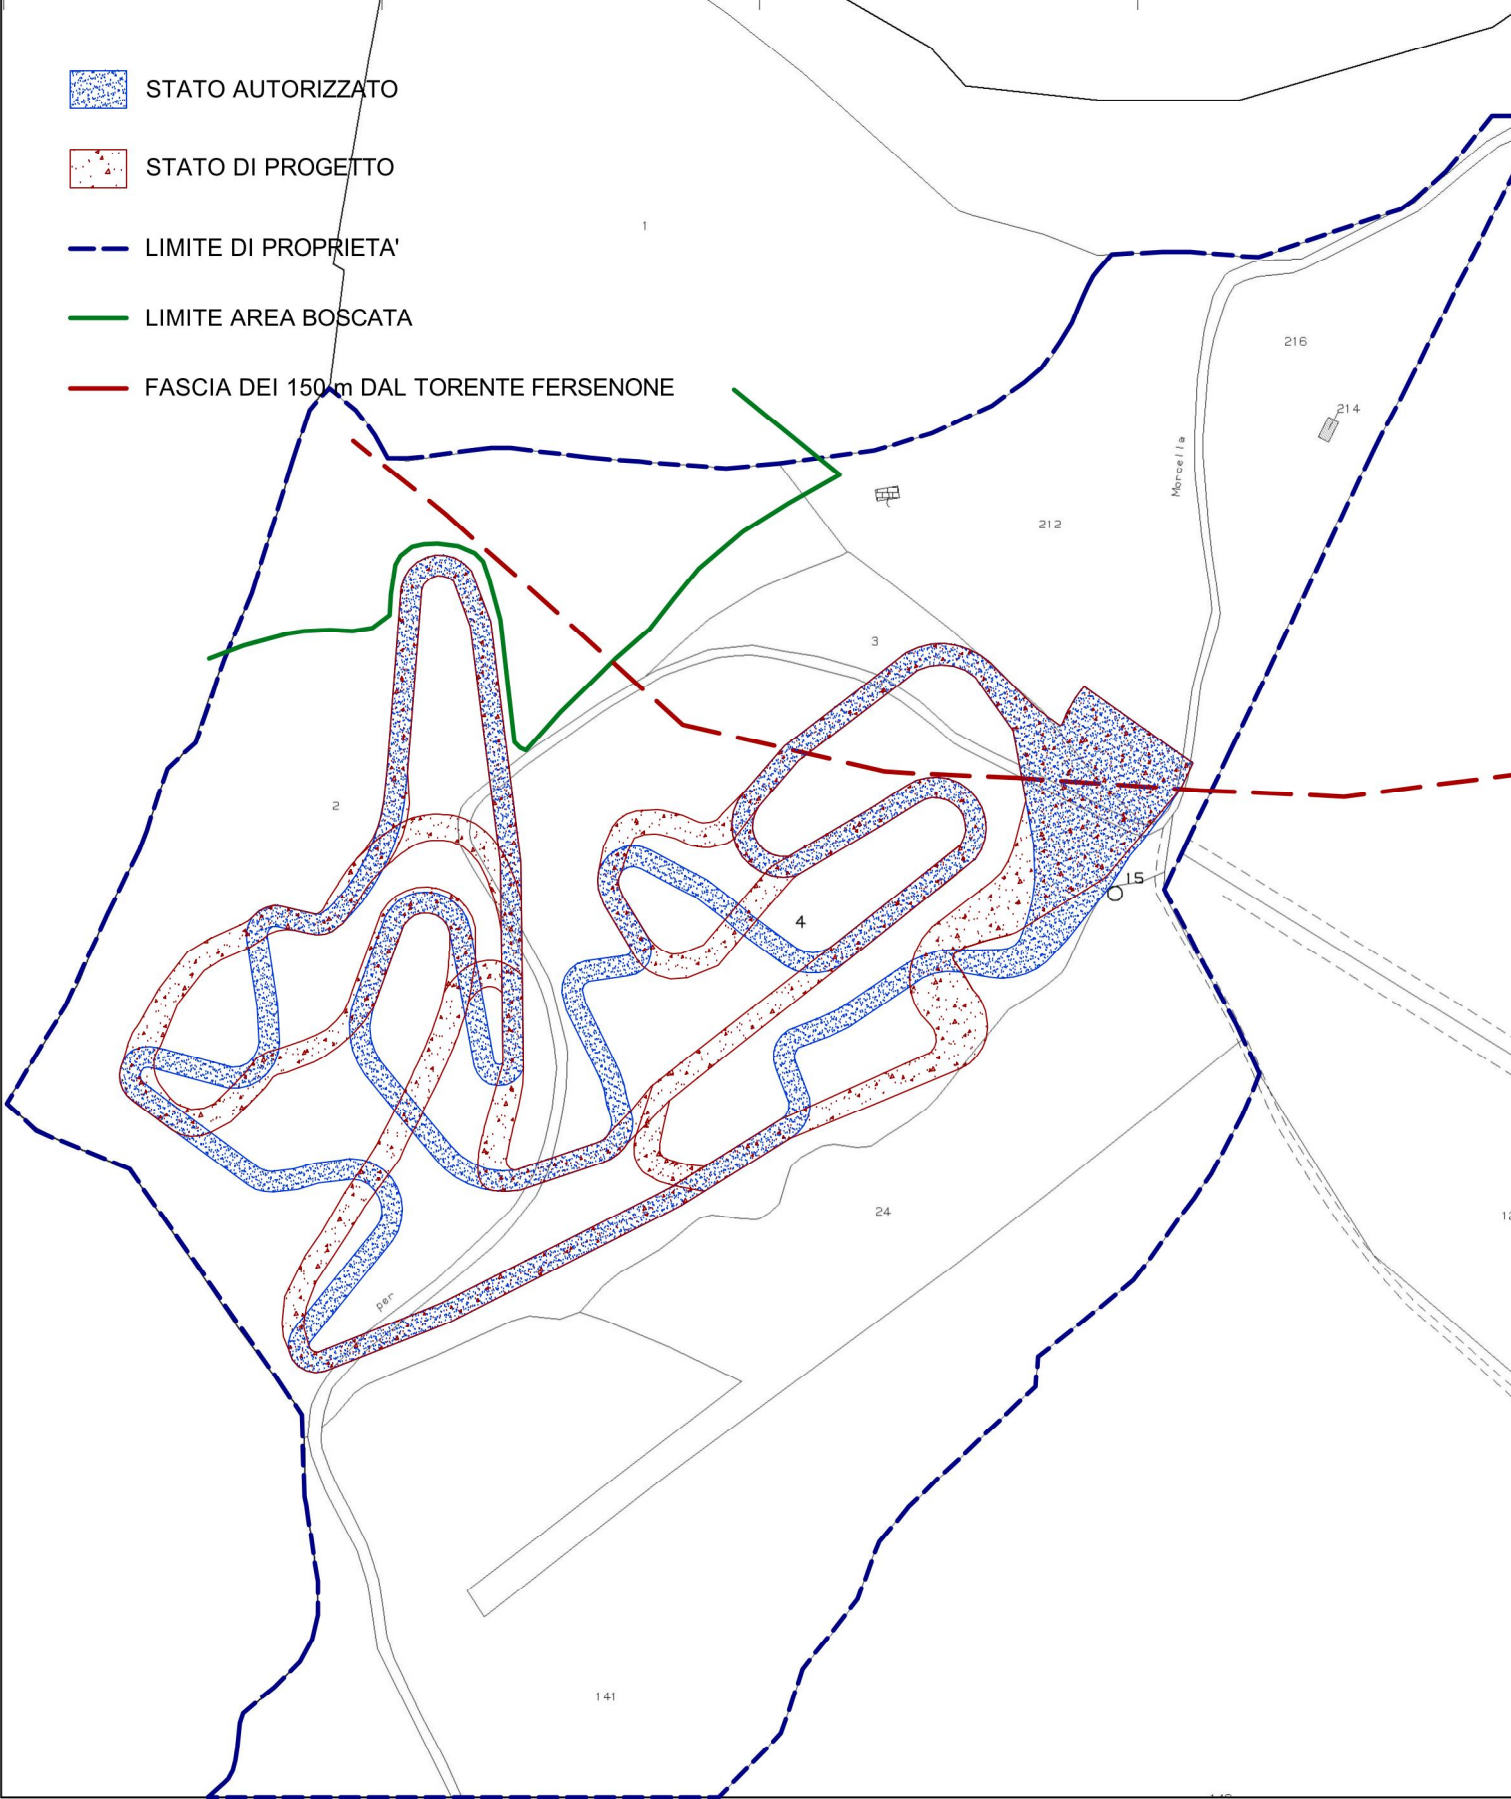 STATO AUTORIZZATO
STATO DI PROGETTO
LIMITE DI PROPRIETA'
LIMITE AREA BOSCATA
FASCIA DEI 150 m DAL TORENTE FERSENONE
1
216
214
Morcella
212
3
2
15
4
24
per
141